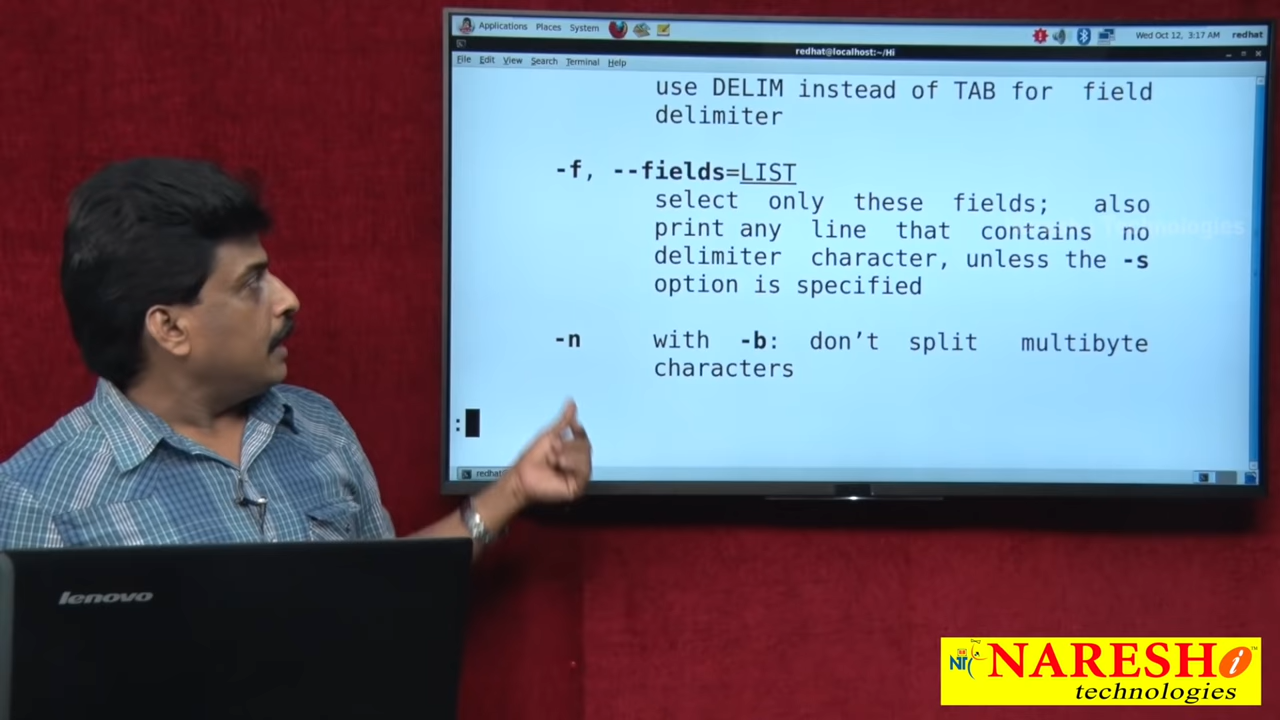 Applications Places System
Wed Oct 12, 3:17 AM redhat
redhat@localhost:~/Hi
File Edit View Search Terminal Help
use DELIM instead of TAB for field
delimiter
-f, --fields=LIST
select only these fields; also
print any line that contains no
delimiter character, unless the -s
option is specified
-n with -b: don’t split multibyte
characters
:
redhat
lenovo
NARESH i
technologies